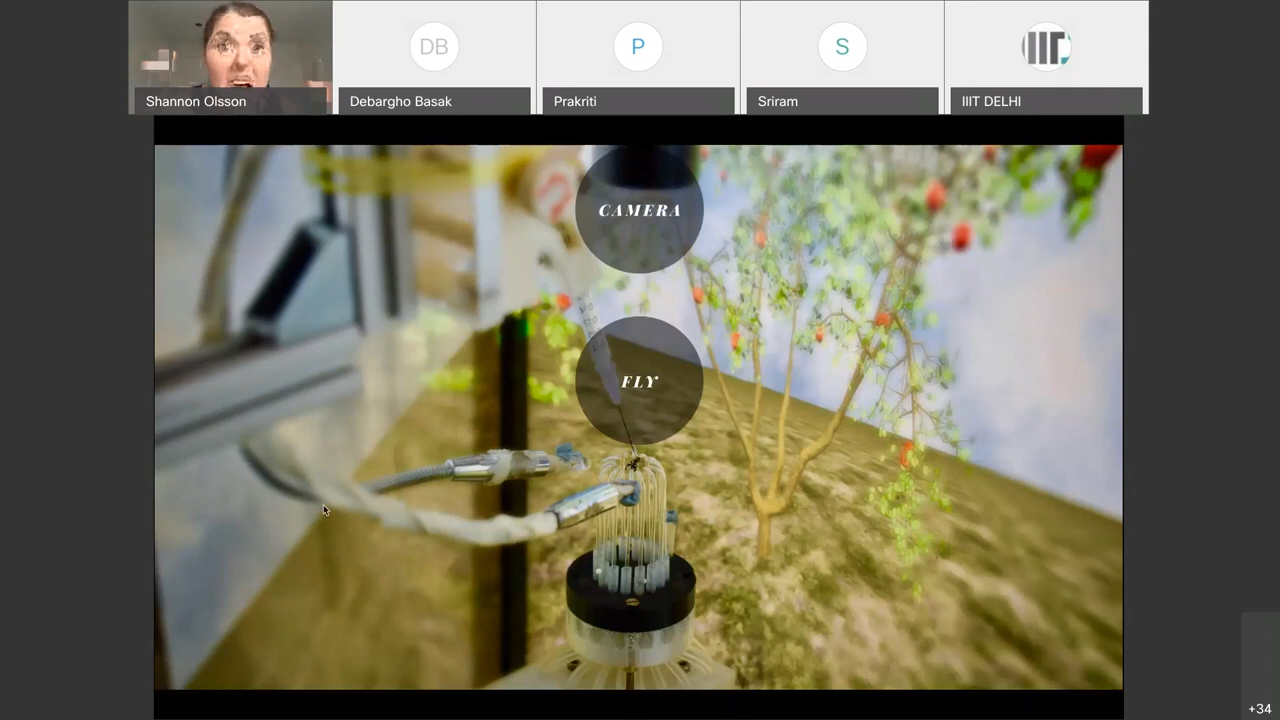 Shannon Olsson
DB
Debargho Basak
P
Prakriti
S
Sriram
IIIT DELHI
CAMERA
FLY
+34